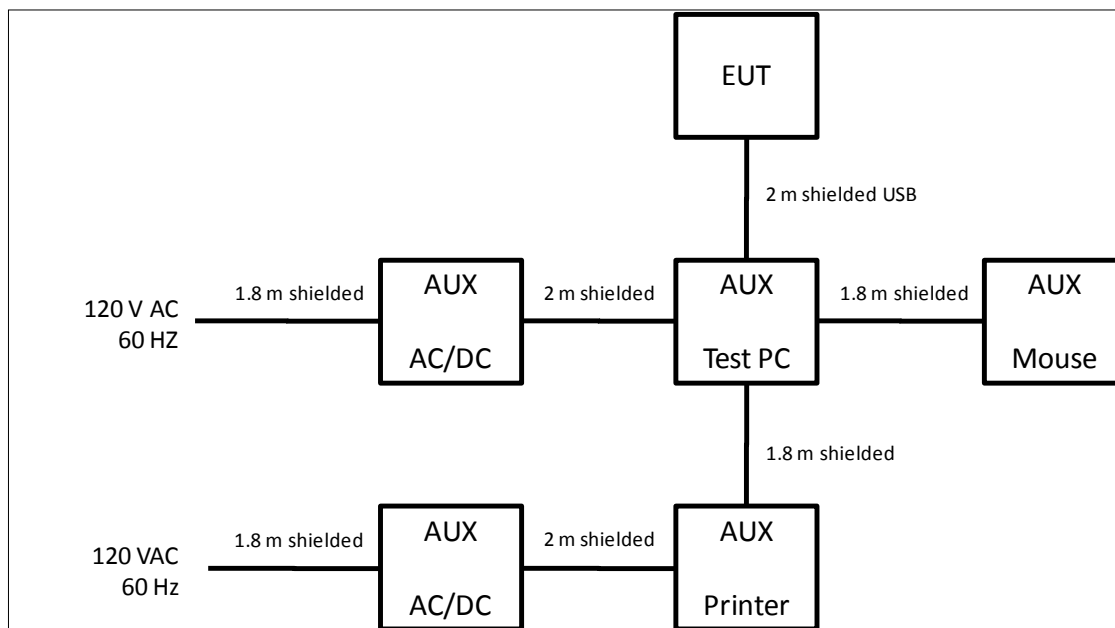 EUT
2 m shielded USB
120 V AC
60 HZ
1.8 m shielded
AUX
AC/DC
2 m shielded
AUX
Test PC
1.8 m shielded
AUX
Mouse
1.8 m shielded
120 VAC
60 Hz
1.8 m shielded
AUX
AC/DC
2 m shielded
AUX
Printer